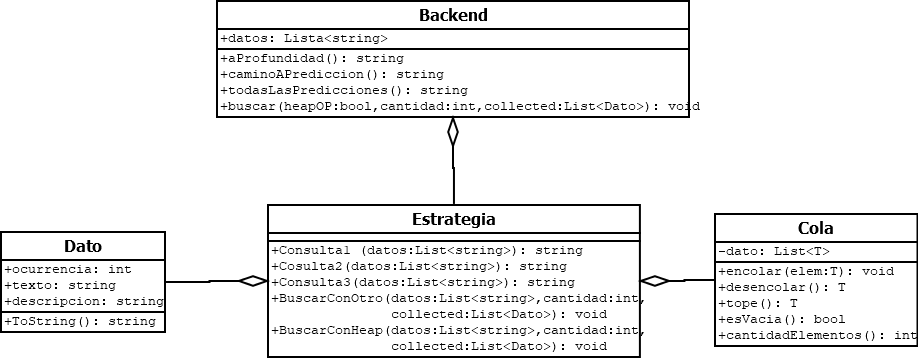 Backend
+datos: Lista<string>
+aProfundidad(): string
+caminoAPrediccion(): string
+todasLasPredicciones(): string
+buscar(heapOP:bool,cantidad:int,collected:List<Dato>): void
Estrategia
+Consulta1 (datos:List<string>): string
+Cosulta2(datos:List<string>): string
+Consulta3(datos:List<string>): string
+BuscarConOtro(datos:List<string>,cantidad:int,
collected:List<Dato>): void
+BuscarConHeap(datos:List<string>,cantidad:int,
collected:List<Dato>): void
Dato
+ocurrencia: int
+texto: string
+descripcion: string
+ToString(): string
Cola
-dato: List<T>
+encolar(elem:T): void
+desencolar(): T
+tope(): T
+esVacia(): bool
+cantidadElementos(): int